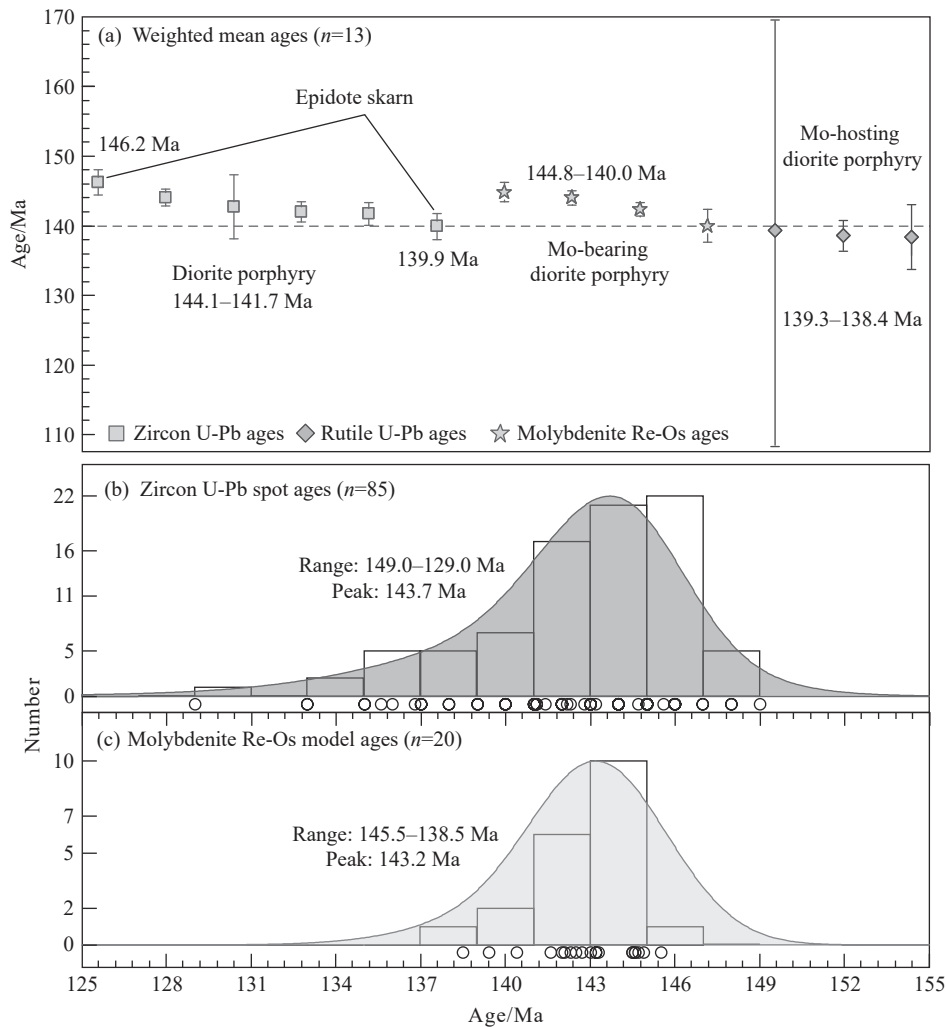 170
160
150
140
130
120
110
Age/Ma
(a) Weighted mean ages (n=13)
Epidote skarn
146.2 Ma
Mo-hosting
diorite porphyry
144.8–140.0 Ma
139.9 Ma
Mo-bearing
diorite porphyry
Diorite porphyry
144.1–141.7 Ma
139.3–138.4 Ma
Zircon U-Pb ages
Rutile U-Pb ages
Molybdenite Re-Os ages
(b) Zircon U-Pb spot ages (n=85)
22
16
11
5
0
Range: 149.0–129.0 Ma
Peak: 143.7 Ma
Number
(c) Molybdenite Re-Os model ages (n=20)
10
7
5
2
0
Range: 145.5–138.5 Ma
Peak: 143.2 Ma
125 128 131 134 137 140 143 146 149 152 155
Age/Ma